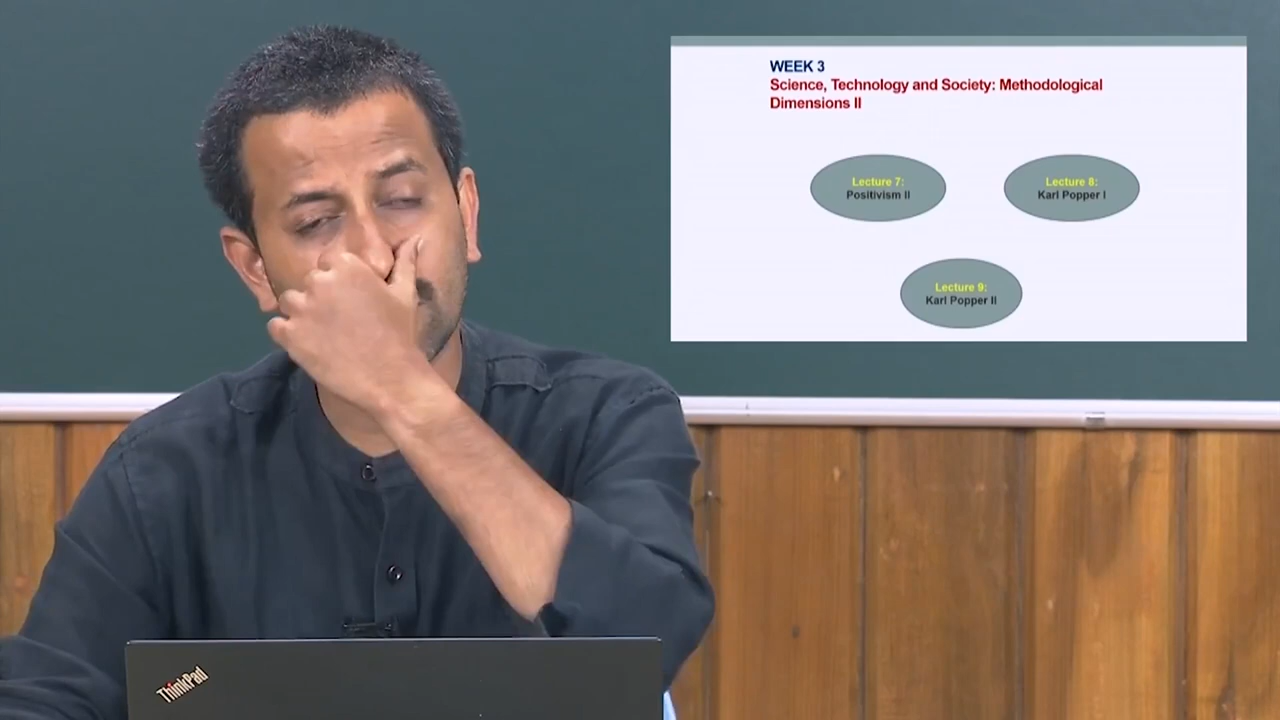 WEEK 3
Science, Technology and Society: Methodological
Dimensions II
Lecture 7:
Positivism II
Lecture 8:
Karl Popper I
Lecture 9:
Karl Popper II
ThinkPad